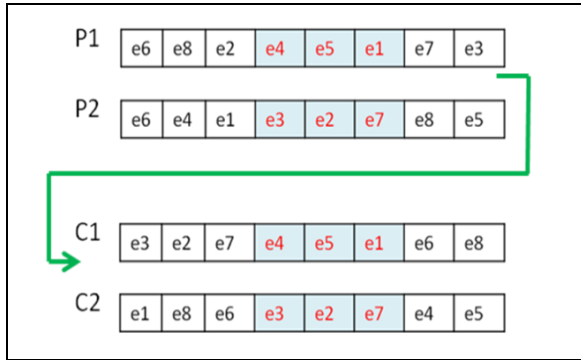 P1 e6 e8 e2 e4 e5 e1 e7 e3
P2 e6 e4 e1 e3 e2 e7 e8 e5
C1 e3 e2 e7 e4 e5 e1 e6 e8
C2 e1 e8 e6 e3 e2 e7 e4 e5